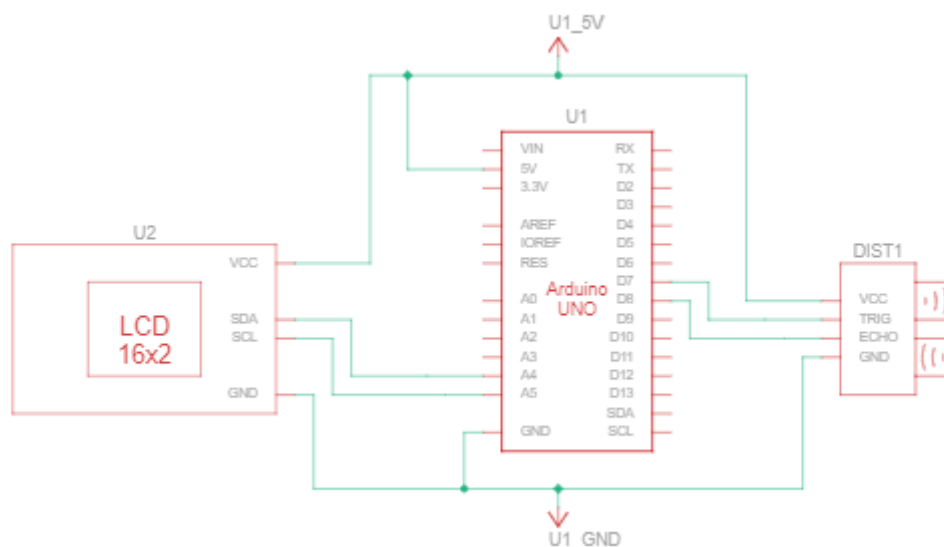 U1_5V
U1
VIN
5V
3.3V
AREF
IOREF
RES
A0
A1
A2
A3
A4
A5
GND
Arduino
UNO
RX
TX
D2
D3
D4
D5
D6
D7
D8
D9
D10
D11
D12
D13
SDA
SCL
U2
LCD
16x2
VCC
SDA
SCL
GND
DIST1
VCC
TRIG
ECHO
GND
U1_GND